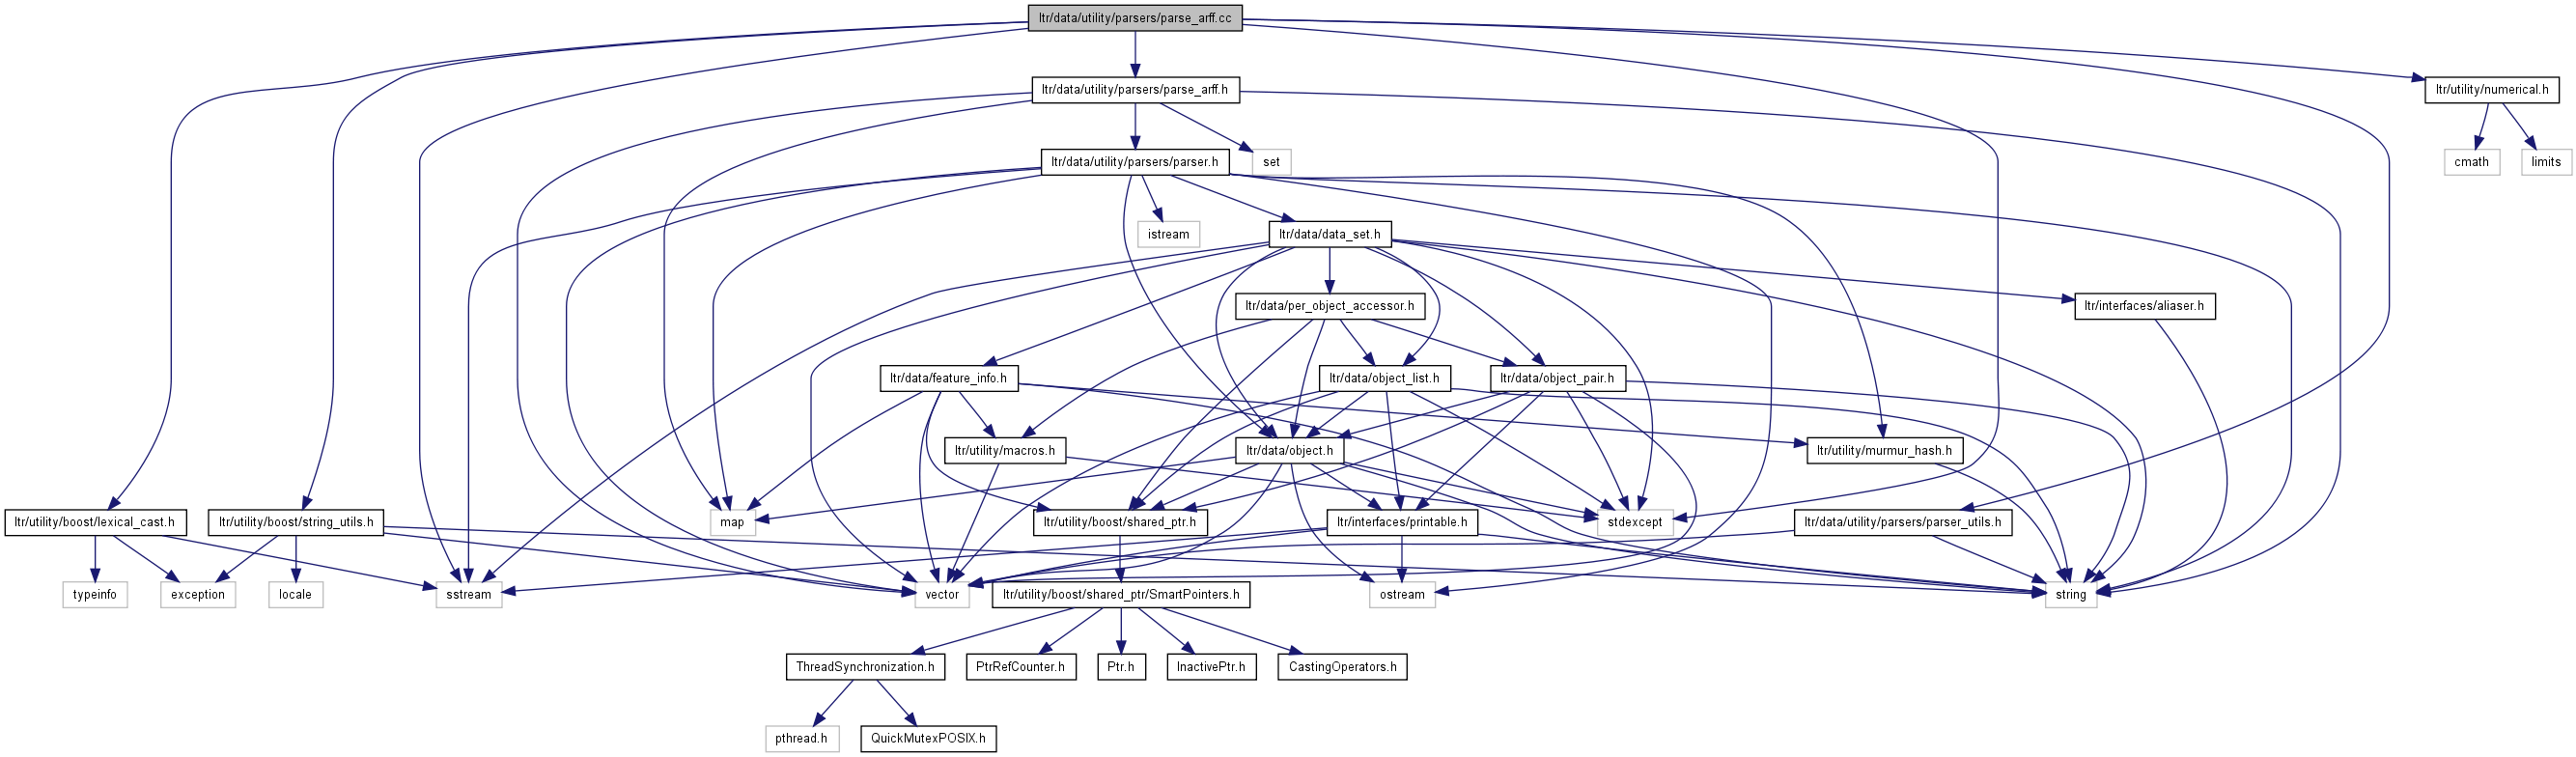 ltr/data/utility/parsers/parse_arff.cc
ltr/data/utility/parsers/parse_arff.h
ltr/utility/numerical.h
ltr/data/utility/parsers/parser.h
set
cmath
limits
istream
ltr/data/data_set.h
ltr/data/per_object_accessor.h
ltr/interfaces/aliaser.h
ltr/data/feature_info.h
ltr/data/object_list.h
ltr/data/object_pair.h
ltr/utility/macros.h
ltr/data/object.h
ltr/utility/murmur_hash.h
ltr/utility/boost/lexical_cast.h
ltr/utility/boost/string_utils.h
map
ltr/utility/boost/shared_ptr.h
ltr/interfaces/printable.h
stdexcept
ltr/data/utility/parsers/parser_utils.h
typeinfo
exception
locale
sstream
vector
ltr/utility/boost/shared_ptr/SmartPointers.h
ostream
string
ThreadSynchronization.h
PtrRefCounter.h
Ptr.h
InactivePtr.h
CastingOperators.h
pthread.h
QuickMutexPOSIX.h